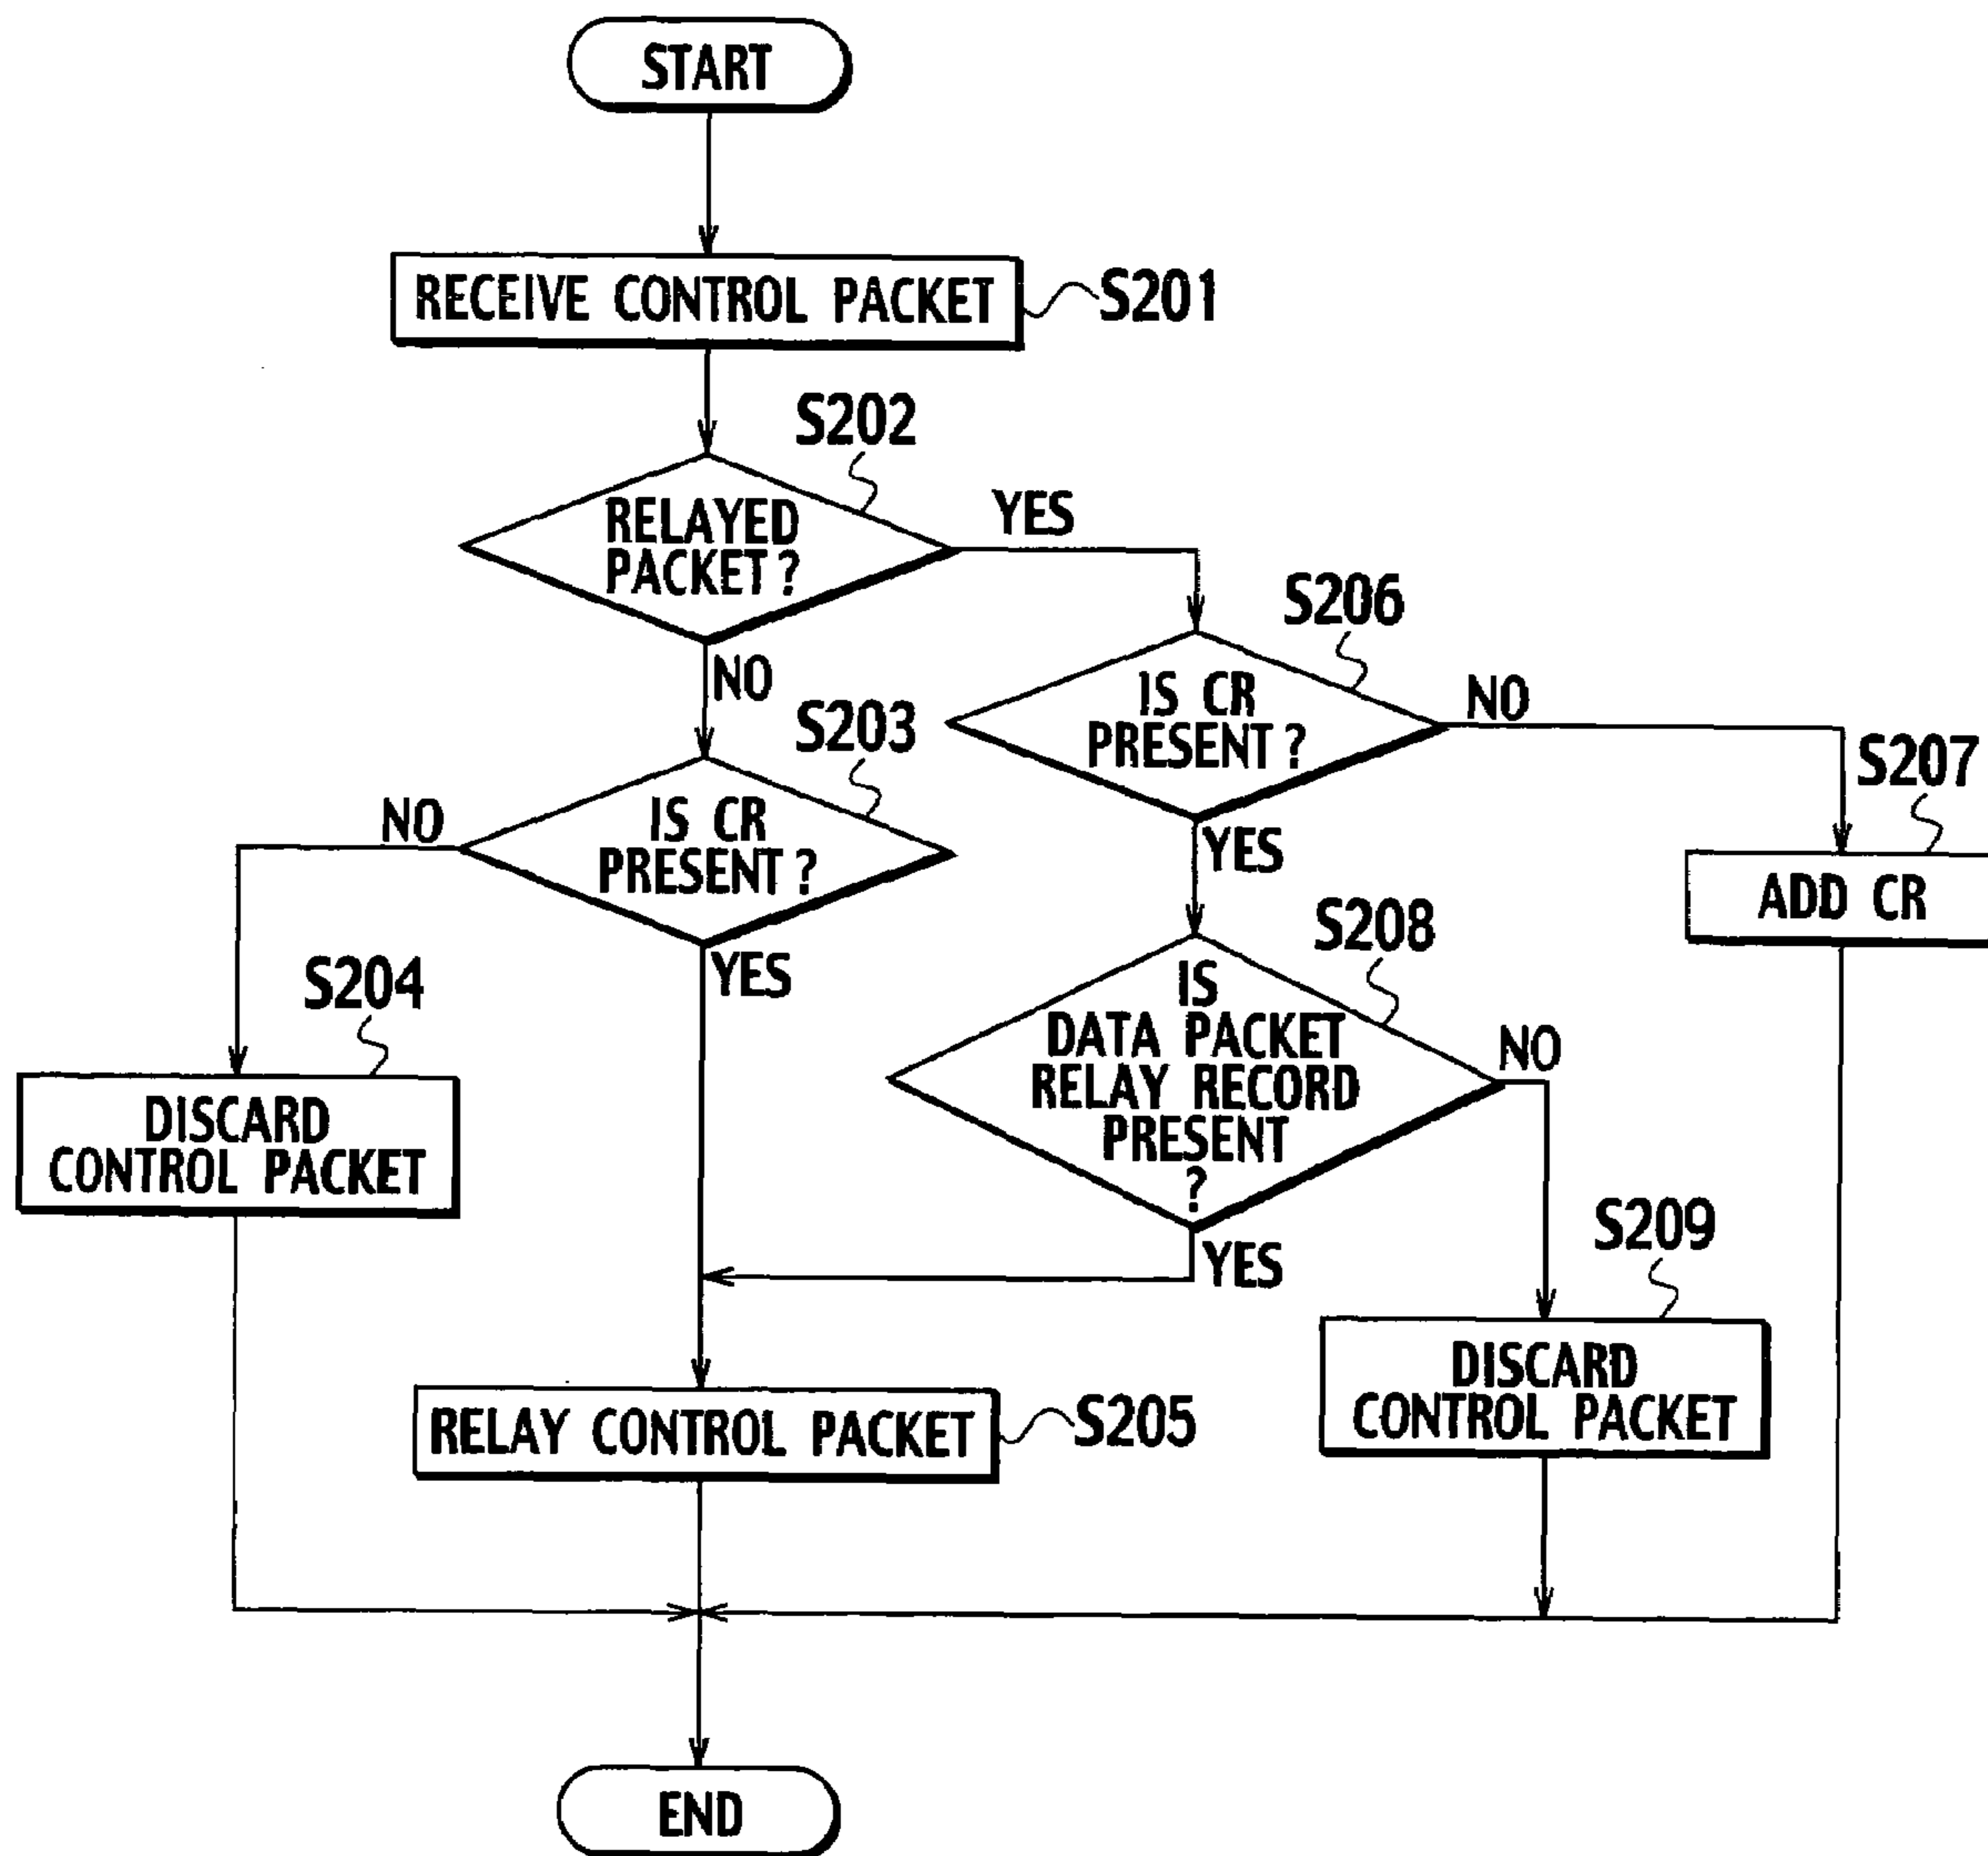 START
RECEIVE CONTROL PACKET
S201
S202
RELAYED
PACKET ?
YES
NO
S206
IS CR
PRESENT ?
NO
YES
S203
IS CR
PRESENT ?
NO
YES
S207
ADD CR
S204
DISCARD
CONTROL PACKET
S208
IS
DATA PACKET
RELAY RECORD
PRESENT
?
NO
YES
S209
DISCARD
CONTROL PACKET
RELAY CONTROL PACKET
S205
END